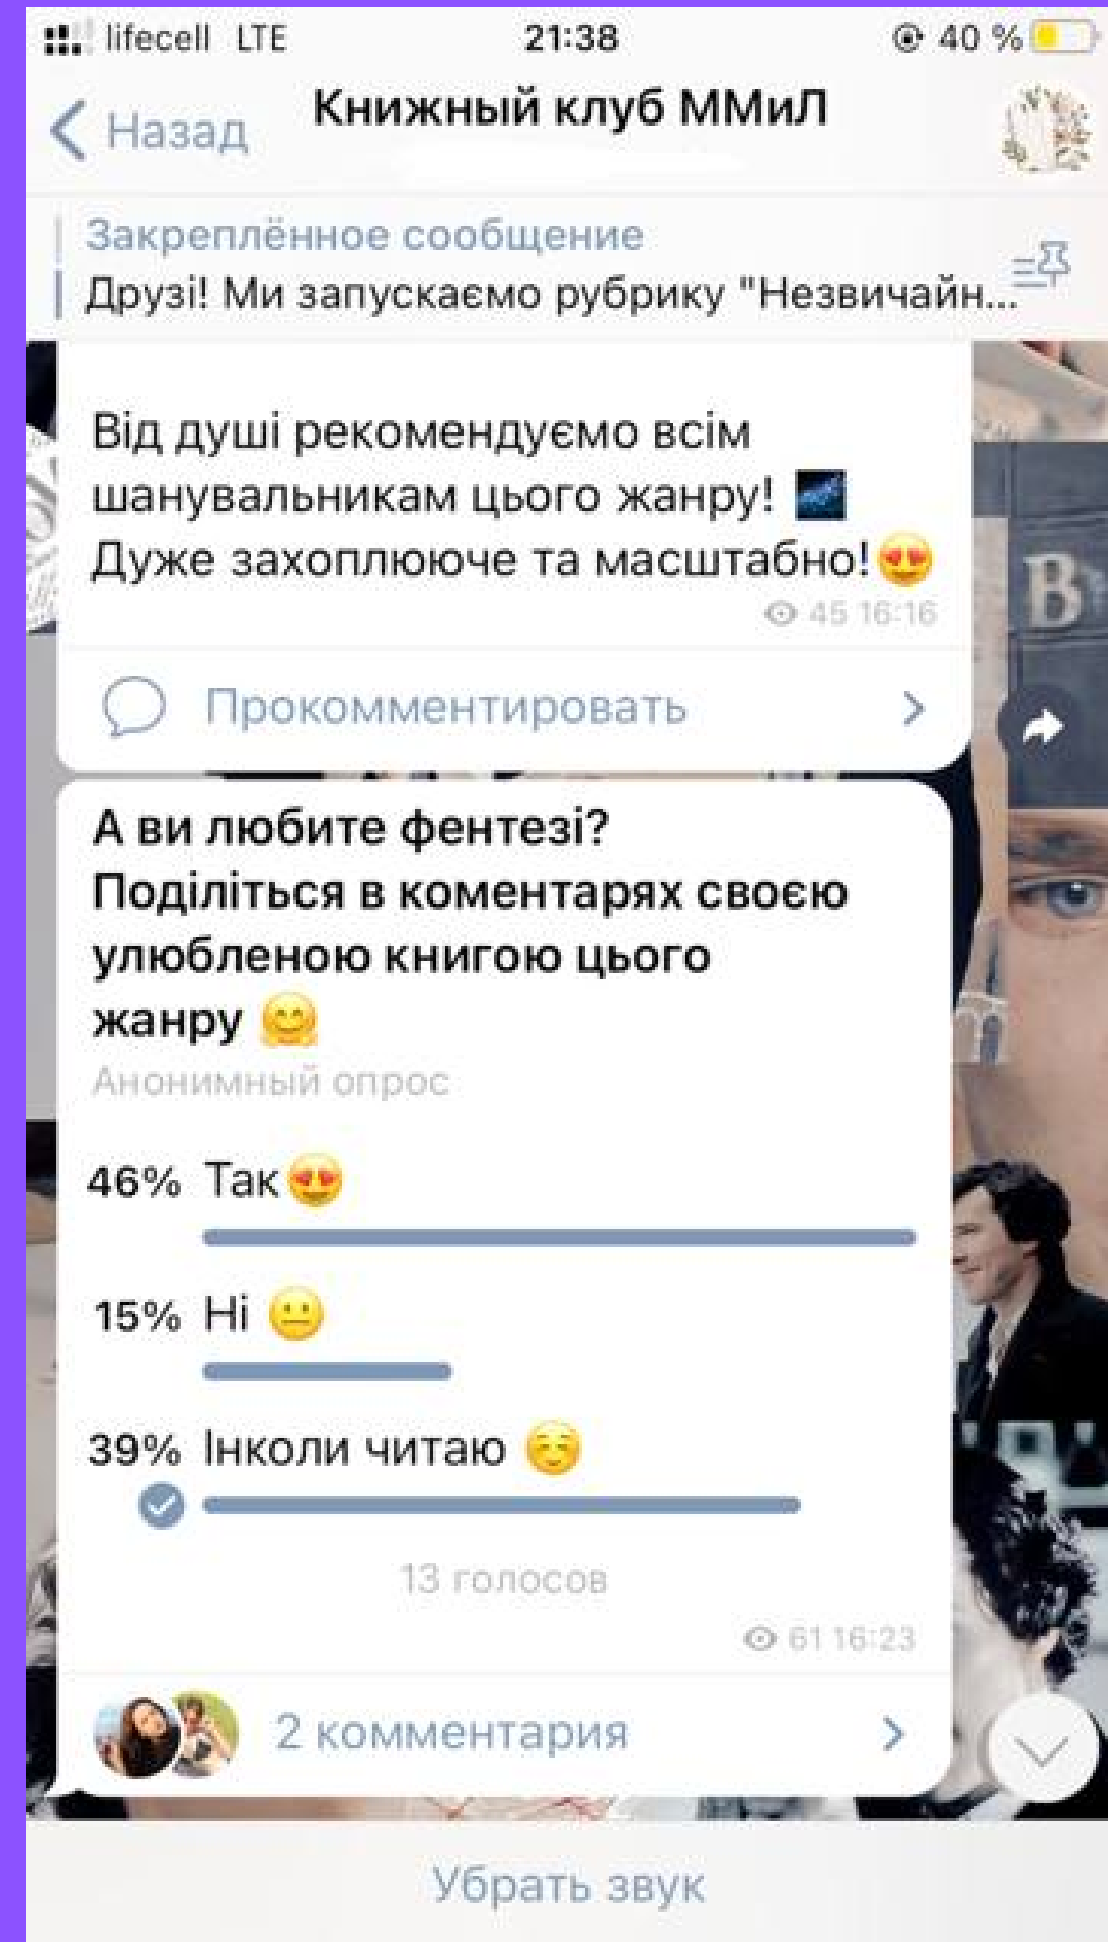 lifecell LTE 21:38 40 %
Назад
Книжный клуб ММиЛ
Закреплённое сообщение
Друзі! Ми запускаємо рубрику "Незвичайн...
Від душі рекомендуємо всім
шанувальникам цього жанру! 🌌
Дуже захоплююче та масштабно!😍
45 16:16
Прокомментировать
B
А ви любите фентезі?
Поділіться в коментарях своєю
улюбленою книгою цього
жанру 🤗
Анонимный опрос
46% Так😍
15% Ні 😐
39% Інколи читаю ☺️
13 голосов
61 16:23
2 комментария
Убрать звук